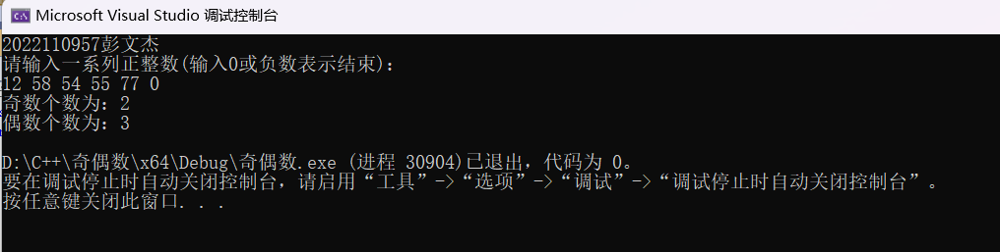 Microsoft Visual Studio 调试控制台
2022110957彭文杰
请输入一系列正整数(输入0或负数表示结束):
12 58 54 55 77 0
奇数个数为: 2
偶数个数为: 3
D:\C++\奇偶数\x64\Debug\奇偶数.exe (进程 30904)已退出，代码为 0。
要在调试停止时自动关闭控制台，请启用“工具”->“选项”->“调试”->“调试停止时自动关闭控制台”。
按任意键关闭此窗口. . .